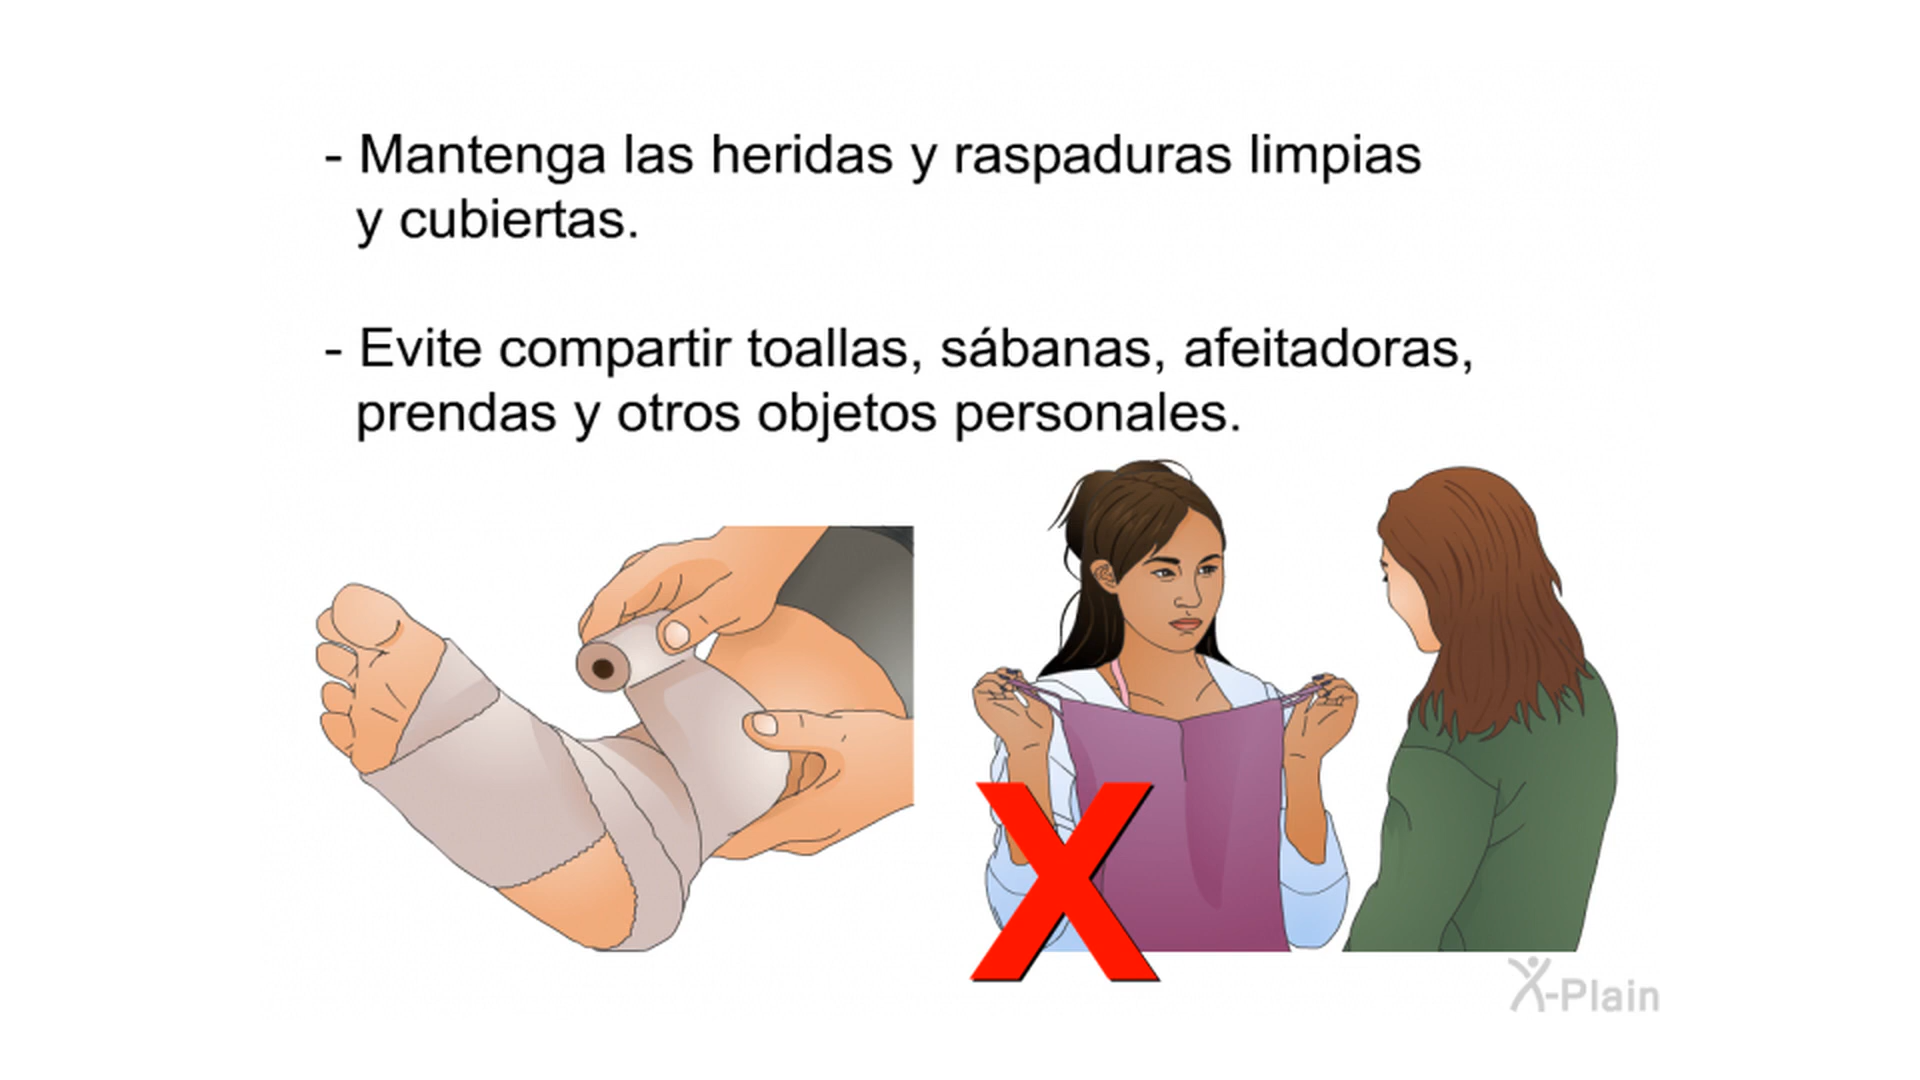 - Mantenga las heridas y raspaduras limpias
y cubiertas.
- Evite compartir toallas, sábanas, afeitadoras,
prendas y otros objetos personales.
X
X-Plain